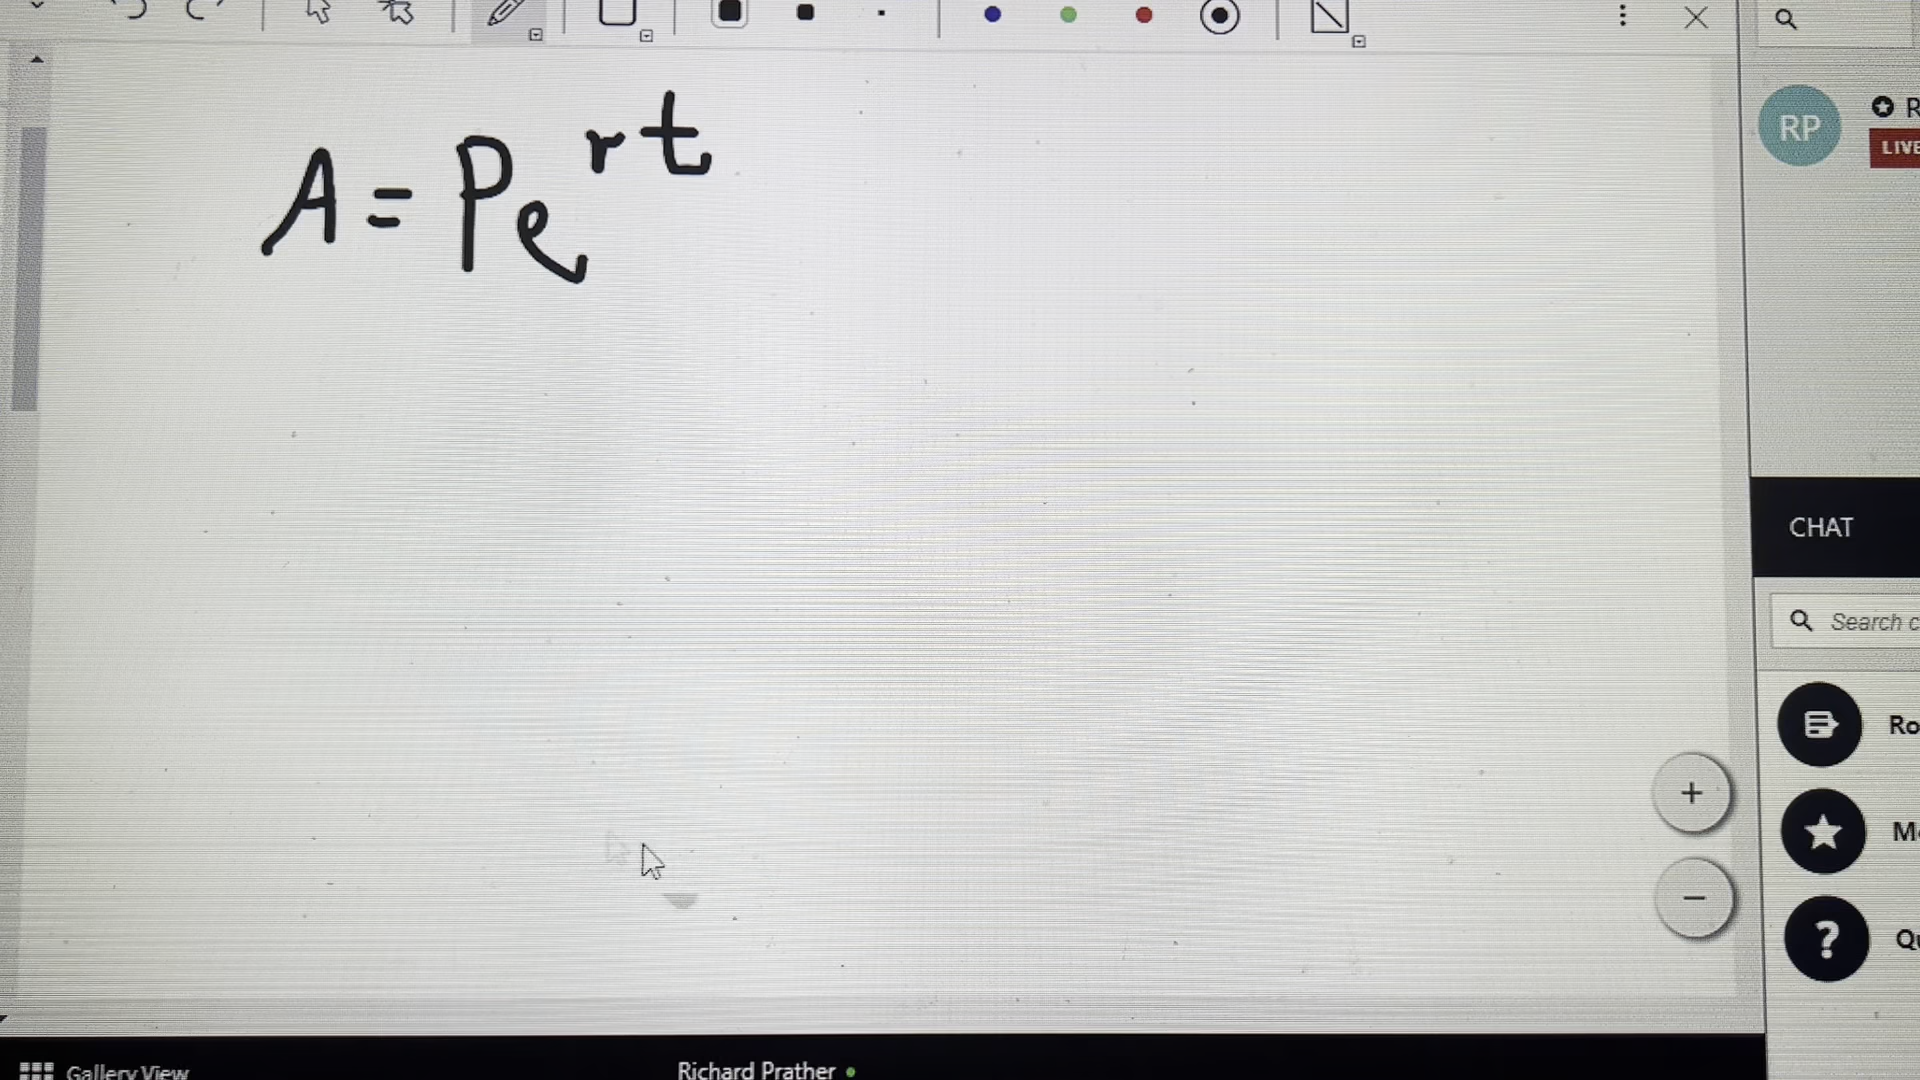 A = Pe^rt
RP
LIVE
CHAT
Search c
Ro
?
Gallery View
Richard Prather